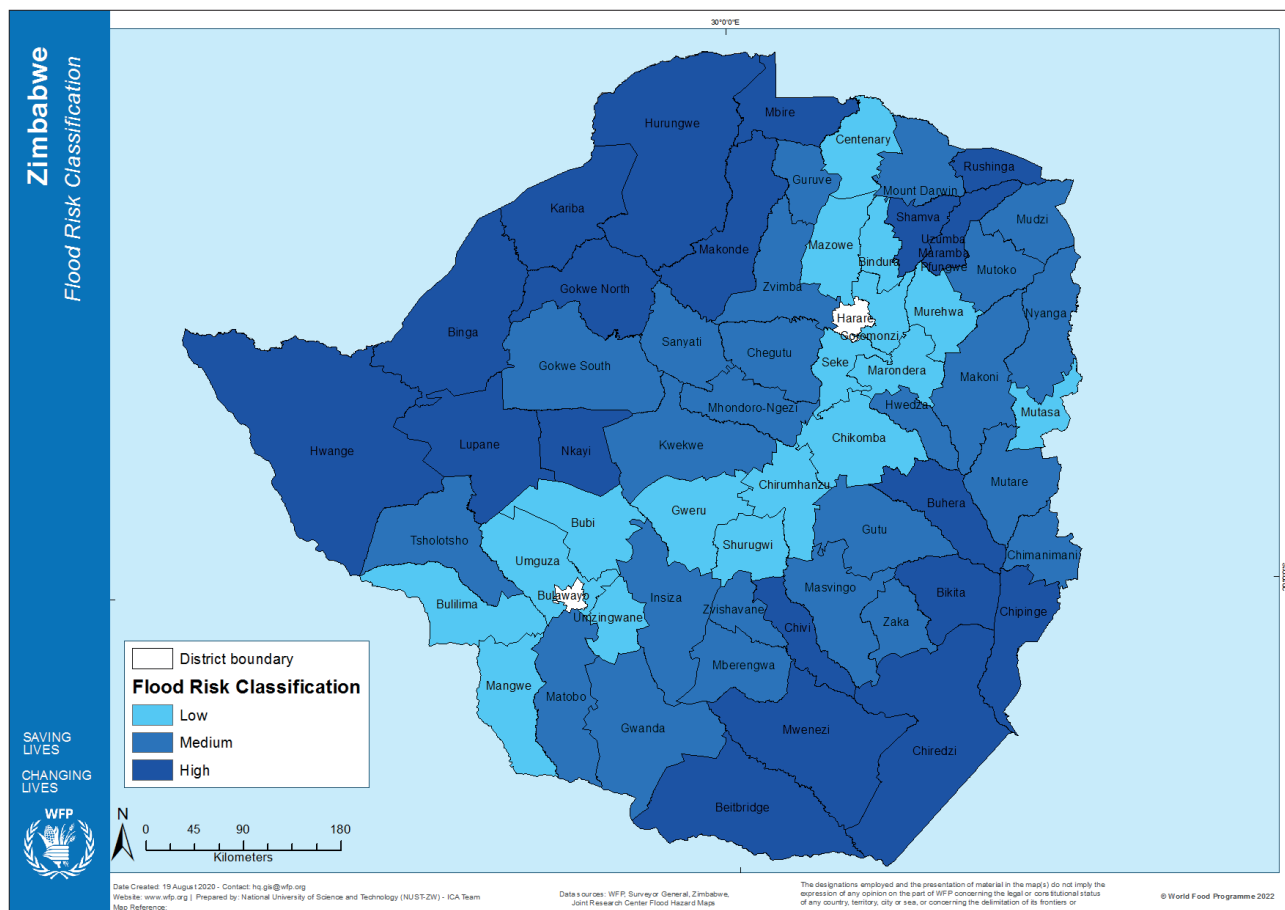 Zimbabwe
Flood Risk Classification
30°0'0"E
Hurungwe
Mbire
Centenary
Rushinga
Guruve
Mount Darwin
Kariba
Shamva
Mudzi
Makonde
Mazowe
Uzumba
Maramba
Pfungwe
Bindura
Mutoko
Gokwe North
Zvimba
Harare
Murehwa
Nyanga
Binga
Goromonzi
Sanyati
Chegutu
Gokwe South
Seke
Marondera
Makoni
Mhondoro-Ngezi
Hwedza
Mutasa
Hwange
Lupane
Nkayi
Kwekwe
Chikomba
Chirumhanzu
Mutare
Buhera
Gweru
Bubi
Gutu
Tsholotsho
Shurugwi
Chimanimani
Umguza
Masvingo
Bikita
Bulawayo
Insiza
Zvishavane
Chipinge
Bulilima
Umzingwane
Chivi
Zaka
Mberengwa
Mangwe
Matobo
Gwanda
Mwenezi
Chiredzi
Beitbridge
District boundary
Flood Risk Classification
Low
Medium
High
SAVING
LIVES
CHANGING
LIVES
WFP
N
0 45 90 180
Kilometers
Date Created: 19 August 2020 - Contact: hq.gis@wfp.org
Website: www.wfp.org | Prepared by: National University of Science and Technology (NUST-ZW) - ICA Team
Map Reference:
Data sources: WFP, Surveyor General, Zimbabwe,
Joint Research Center Flood Hazard Maps
The designations employed and the presentation of material in the map(s) do not imply the
expression of any opinion on the part of WFP concerning the legal or constitutional status
of any country, territory, city or sea, or concerning the delimitation of its frontiers or
© World Food Programme 2022